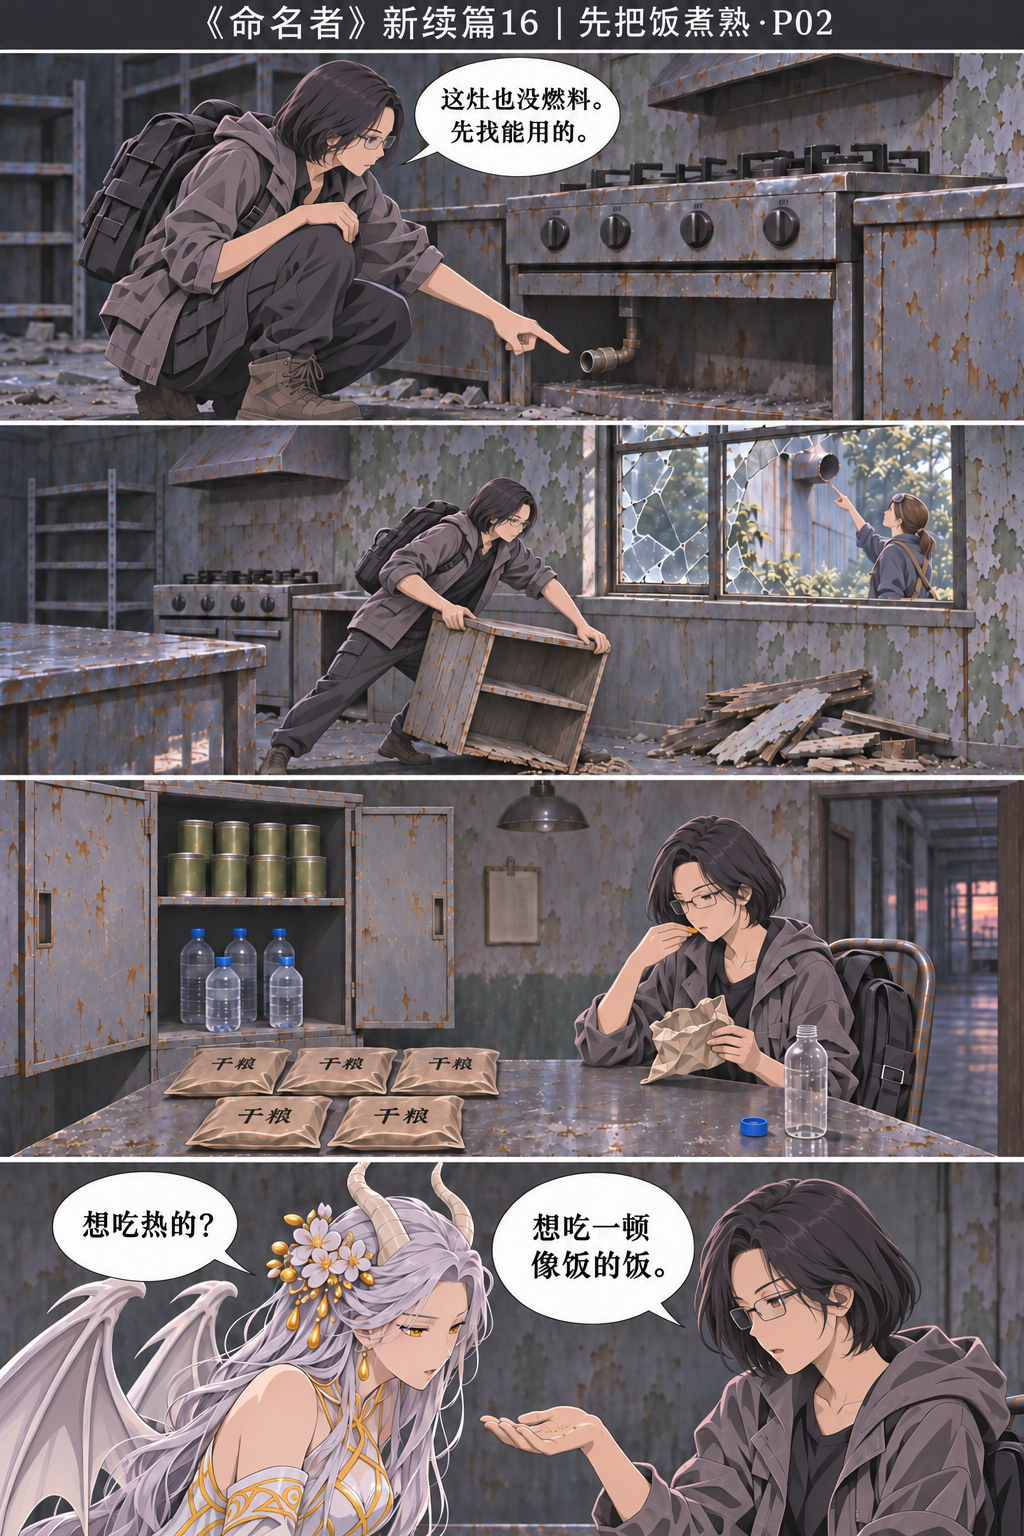 《命名者》新续篇16｜先把饭煮熟·P02
这灶也没燃料。
先找能用的。
干粮
干粮
干粮
干粮
干粮
想吃热的？
想吃一顿
像饭的饭。